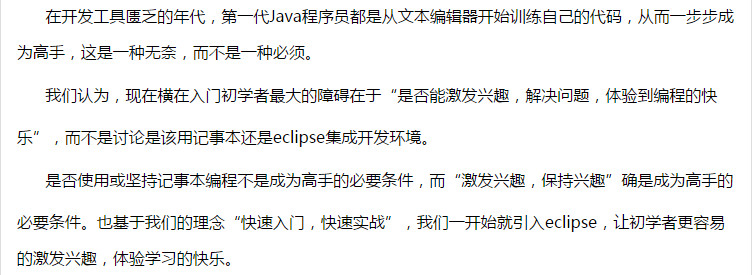 在开发工具匮乏的年代，第一代Java程序员都是从文本编辑器开始训练自己的代码，从而一步步成
为高手，这是一种无奈，而不是一种必须。
我们认为，现在横在入门初学者最大的障碍在于“是否能激发兴趣，解决问题，体验到编程的快
乐”，而不是讨论是该用记事本还是eclipse集成开发环境。
是否使用或坚持记事本编程不是成为高手的必要条件，而“激发兴趣，保持兴趣”确是成为高手的
必要条件。也基于我们的理念“快速入门，快速实战”，我们一开始就引入eclipse，让初学者更容易
的激发兴趣，体验学习的快乐。